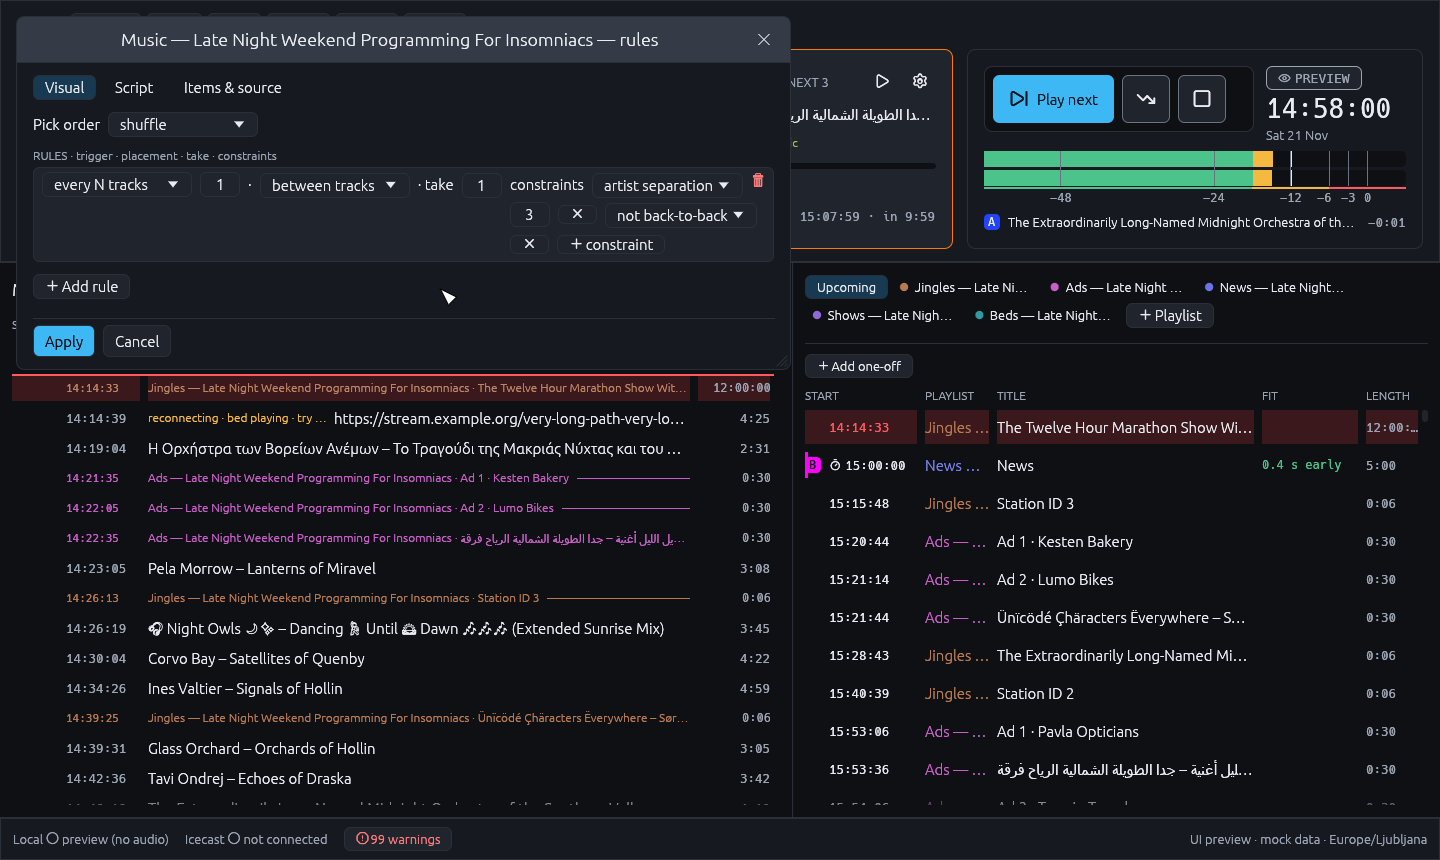 Music — Late Night Weekend Programming For Insomniacs — rules
Visual Script Items & source
Pick order shuffle
RULES · trigger · placement · take · constraints
every N tracks 1 · between tracks · take 1 constraints artist separation
3 ✕ not back-to-back
✕ + constraint
+ Add rule
Apply Cancel
NEXT 3
15:07:59 · in 9:59
Play next
PREVIEW
14:58:00
Sat 21 Nov
−48 −24 −12 −6 −3 0
A The Extraordinarily Long-Named Midnight Orchestra of th… −0:01
14:14:33 Jingles — Late Night Weekend Programming For Insomniacs · The Twelve Hour Marathon Show Wit… 12:00:00
14:14:39 reconnecting · bed playing · try … https://stream.example.org/very-long-path-very-lo… 4:25
14:19:04 Η Ορχήστρα των Βορείων Ανέμων – Το Τραγούδι της Μακριάς Νύχτας και του … 2:31
14:21:35 Ads — Late Night Weekend Programming For Insomniacs · Ad 1 · Kesten Bakery 0:30
14:22:05 Ads — Late Night Weekend Programming For Insomniacs · Ad 2 · Lumo Bikes 0:30
14:22:35 Ads — Late Night Weekend Programming For Insomniacs · فرقة الرياح الشمالية الطويلة جدا – أغنية الليل يل… 0:30
14:23:05 Pela Morrow – Lanterns of Miravel 3:08
14:26:13 Jingles — Late Night Weekend Programming For Insomniacs · Station ID 3 0:06
14:26:19 🎧 Night Owls 🌙✨ – Dancing 💃 Until 🌅 Dawn 🎶🎶🎶 (Extended Sunrise Mix) 3:45
14:30:04 Corvo Bay – Satellites of Quenby 4:22
14:34:26 Ines Valtier – Signals of Hollin 4:59
14:39:25 Jingles — Late Night Weekend Programming For Insomniacs · Ünïcödé Çhäracters Ëverywhere – Sør… 0:06
14:39:31 Glass Orchard – Orchards of Hollin 3:05
14:42:36 Tavi Ondrej – Echoes of Draska 3:42
Upcoming Jingles — Late Ni… Ads — Late Night … News — Late Night…
Shows — Late Nigh… Beds — Late Night… + Playlist
+ Add one-off
START PLAYLIST TITLE FIT LENGTH
14:14:33 Jingles … The Twelve Hour Marathon Show Wi… 12:00:…
B 15:00:00 News … News 0.4 s early 5:00
15:15:48 Jingles … Station ID 3 0:06
15:20:44 Ads — … Ad 1 · Kesten Bakery 0:30
15:21:14 Ads — … Ad 2 · Lumo Bikes 0:30
15:21:44 Ads — … Ünïcödé Çhäracters Ëverywhere – S… 0:30
15:28:43 Jingles … The Extraordinarily Long-Named Mi… 0:06
15:40:39 Jingles … Station ID 2 0:06
15:53:06 Ads — … Ad 1 · Pavla Opticians 0:30
15:53:36 Ads — … فرقة الرياح الشمالية الطويلة جدا – أغنية الليل… 0:30
Local preview (no audio) Icecast not connected 99 warnings
UI preview · mock data · Europe/Ljubljana